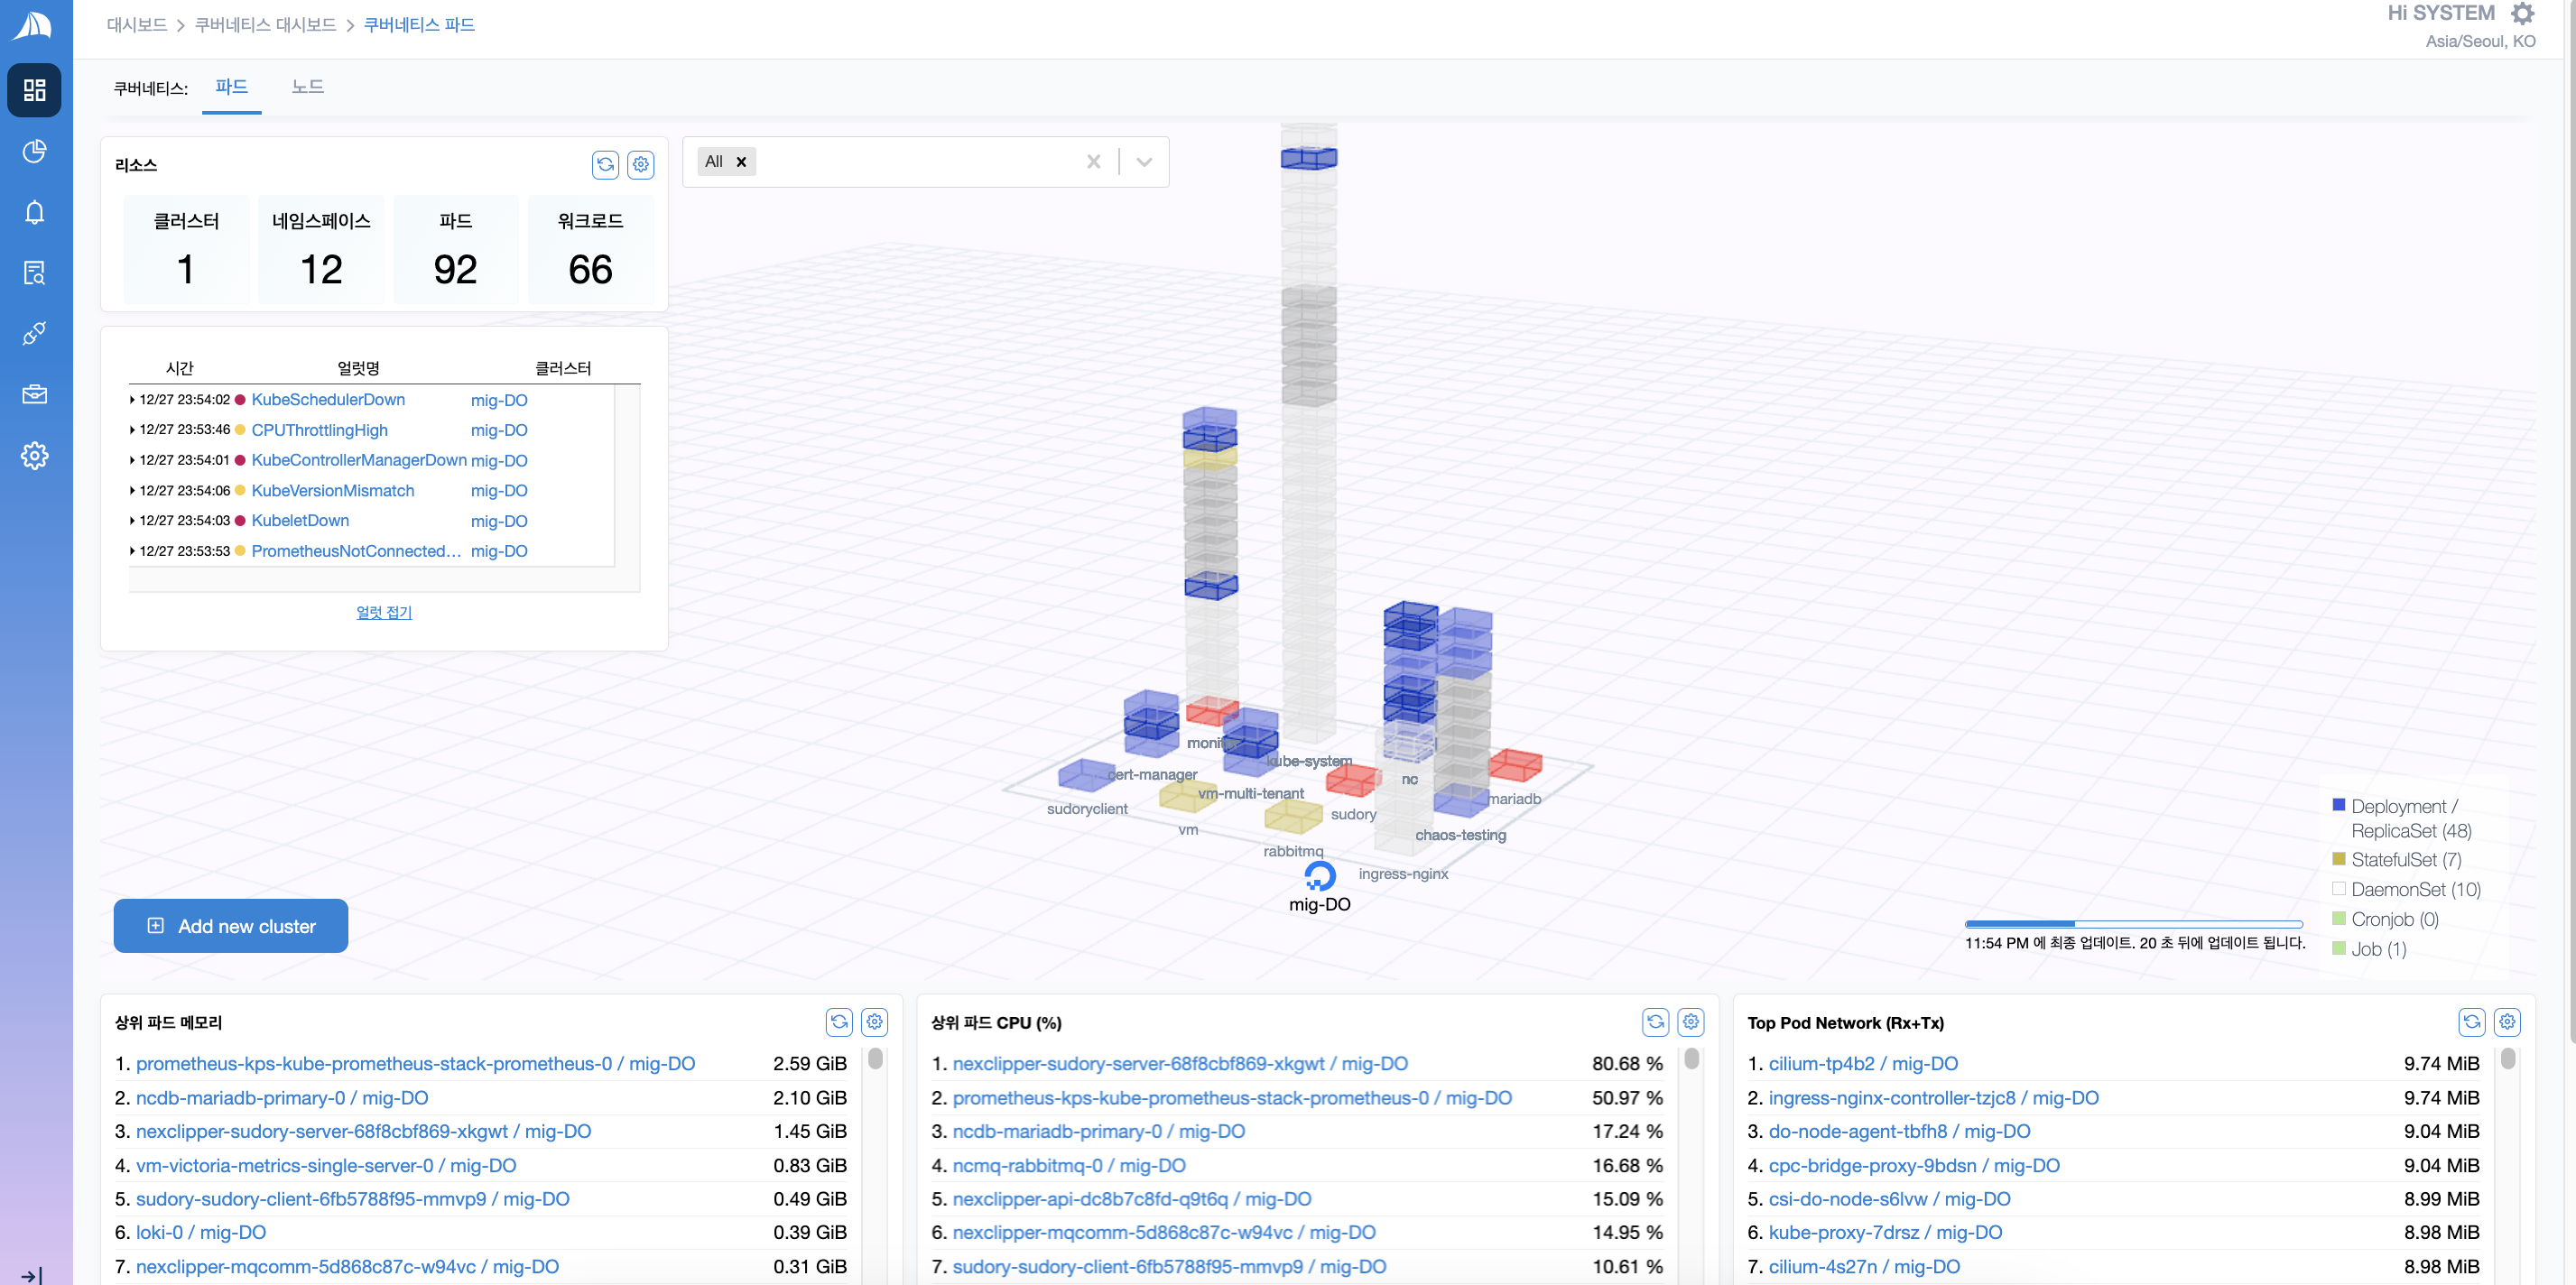 대시보드 > 쿠버네티스 대시보드 > 쿠버네티스 파드
Hi SYSTEM
Asia/Seoul, KO
쿠버네티스: 파드 노드
리소스
All
클러스터 네임스페이스 파드 워크로드
1 12 92 66
시간 얼럿명 클러스터
12/27 23:54:02 KubeSchedulerDown mig-DO
12/27 23:53:46 CPUThrottlingHigh mig-DO
12/27 23:54:01 KubeControllerManagerDown mig-DO
12/27 23:54:06 KubeVersionMismatch mig-DO
12/27 23:54:03 KubeletDown mig-DO
12/27 23:53:53 PrometheusNotConnected... mig-DO
얼럿 접기
kube-system
cert-manager
nc
vm-multi-tenant
mariadb
sudoryclient
sudory
vm
chaos-testing
rabbitmq
ingress-nginx
mig-DO
Deployment /
ReplicaSet (48)
StatefulSet (7)
DaemonSet (10)
Cronjob (0)
Job (1)
Add new cluster
11:54 PM 에 최종 업데이트. 20 초 뒤에 업데이트 됩니다.
상위 파드 메모리
1. prometheus-kps-kube-prometheus-stack-prometheus-0 / mig-DO 2.59 GiB
2. ncdb-mariadb-primary-0 / mig-DO 2.10 GiB
3. nexclipper-sudory-server-68f8cbf869-xkgwt / mig-DO 1.45 GiB
4. vm-victoria-metrics-single-server-0 / mig-DO 0.83 GiB
5. sudory-sudory-client-6fb5788f95-mmvp9 / mig-DO 0.49 GiB
6. loki-0 / mig-DO 0.39 GiB
7. nexclipper-mqcomm-5d868c87c-w94vc / mig-DO 0.31 GiB
상위 파드 CPU (%)
1. nexclipper-sudory-server-68f8cbf869-xkgwt / mig-DO 80.68 %
2. prometheus-kps-kube-prometheus-stack-prometheus-0 / mig-DO 50.97 %
3. ncdb-mariadb-primary-0 / mig-DO 17.24 %
4. ncmq-rabbitmq-0 / mig-DO 16.68 %
5. nexclipper-api-dc8b7c8fd-q9t6q / mig-DO 15.09 %
6. nexclipper-mqcomm-5d868c87c-w94vc / mig-DO 14.95 %
7. sudory-sudory-client-6fb5788f95-mmvp9 / mig-DO 10.61 %
Top Pod Network (Rx+Tx)
1. cilium-tp4b2 / mig-DO 9.74 MiB
2. ingress-nginx-controller-tzjc8 / mig-DO 9.74 MiB
3. do-node-agent-tbfh8 / mig-DO 9.04 MiB
4. cpc-bridge-proxy-9bdsn / mig-DO 9.04 MiB
5. csi-do-node-s6lvw / mig-DO 8.99 MiB
6. kube-proxy-7drsz / mig-DO 8.98 MiB
7. cilium-4s27n / mig-DO 8.98 MiB